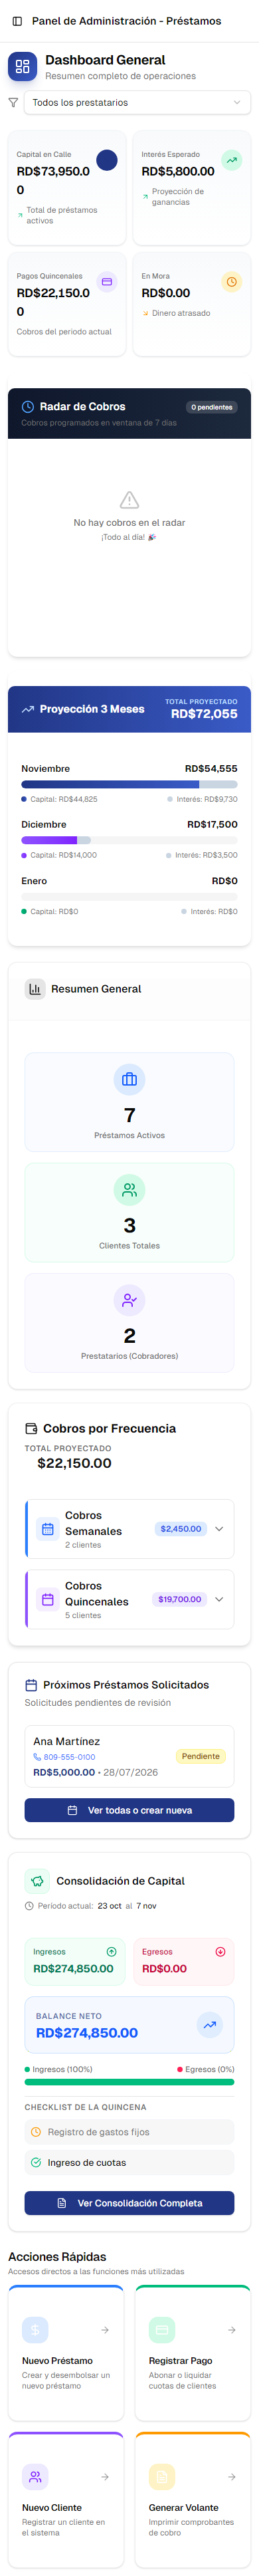 Panel de Administración - Préstamos
Dashboard General
Resumen completo de operaciones
Todos los prestatarios
Capital en Calle
RD$73,950.0
0
Total de préstamos
activos
Interés Esperado
RD$5,800.00
Proyección de
ganancias
Pagos Quincenales
RD$22,150.0
0
Cobros del periodo actual
En Mora
RD$0.00
Dinero atrasado
Radar de Cobros
0 pendientes
Cobros programados en ventana de 7 días
No hay cobros en el radar
¡Todo al día! 🎉
Proyección 3 Meses
TOTAL PROYECTADO
RD$72,055
Noviembre
RD$54,555
Capital: RD$44,825
Interés: RD$9,730
Diciembre
RD$17,500
Capital: RD$14,000
Interés: RD$3,500
Enero
RD$0
Capital: RD$0
Interés: RD$0
Resumen General
7
Préstamos Activos
3
Clientes Totales
2
Prestatarios (Cobradores)
Cobros por Frecuencia
TOTAL PROYECTADO
$22,150.00
Cobros
Semanales
2 clientes
$2,450.00
Cobros
Quincenales
5 clientes
$19,700.00
Próximos Préstamos Solicitados
Solicitudes pendientes de revisión
Ana Martínez
809-555-0100
RD$5,000.00 • 28/07/2026
Pendiente
Ver todas o crear nueva
Consolidación de Capital
Periodo actual: 23 oct al 7 nov
Ingresos
RD$274,850.00
Egresos
RD$0.00
BALANCE NETO
RD$274,850.00
Ingresos (100%)
Egresos (0%)
CHECKLIST DE LA QUINCENA
Registro de gastos fijos
Ingreso de cuotas
Ver Consolidación Completa
Acciones Rápidas
Accesos directos a las funciones más utilizadas
Nuevo Préstamo
Crear y desembolsar un
nuevo préstamo
Registrar Pago
Abonar o liquidar
cuotas de clientes
Nuevo Cliente
Registrar un cliente en
el sistema
Generar Volante
Imprimir comprobantes
de cobro